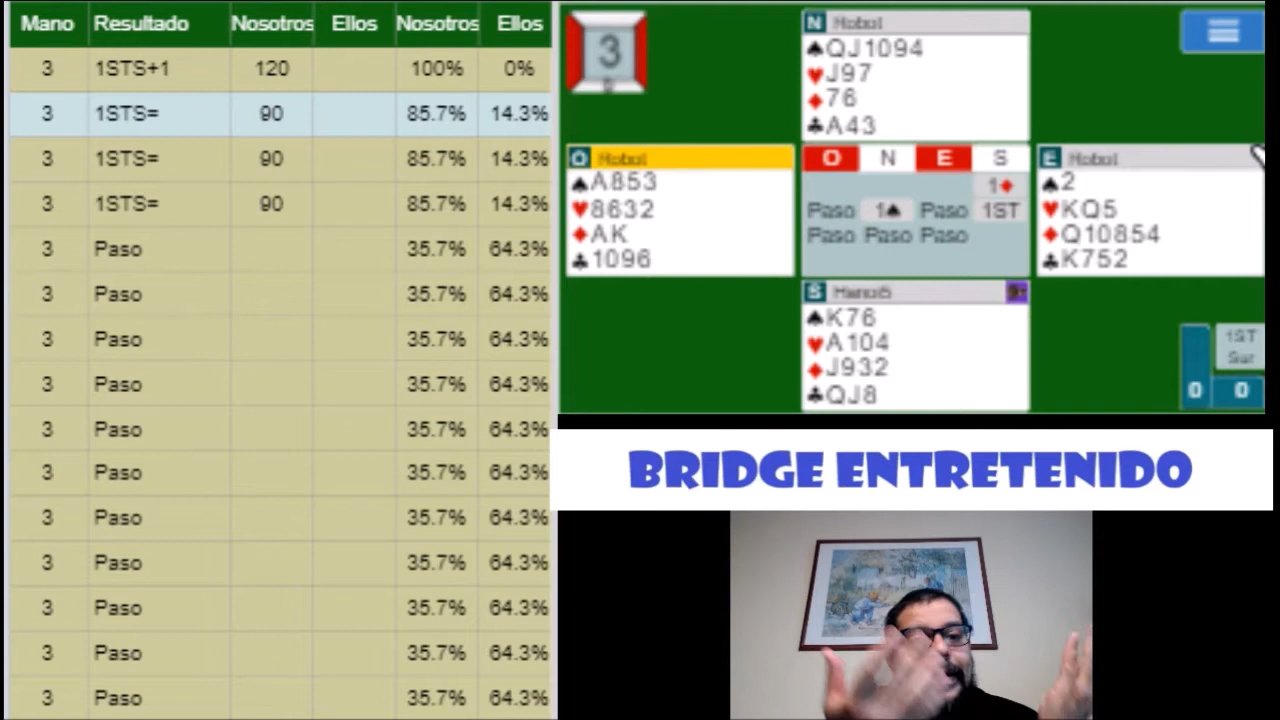 Mano Resultado Nosotros Ellos Nosotros Ellos
3 1STS+1 120 100% 0%
3 1STS= 90 85.7% 14.3%
3 1STS= 90 85.7% 14.3%
3 1STS= 90 85.7% 14.3%
3 Paso 35.7% 64.3%
3 Paso 35.7% 64.3%
3 Paso 35.7% 64.3%
3 Paso 35.7% 64.3%
3 Paso 35.7% 64.3%
3 Paso 35.7% 64.3%
3 Paso 35.7% 64.3%
3 Paso 35.7% 64.3%
3 Paso 35.7% 64.3%
3 Paso 35.7% 64.3%
3 Paso 35.7% 64.3%
3
N Robot
♠QJ1094
♥J97
♦76
♣A43
O Robot
♠A853
♥8632
♦AK
♣1096
O N E S
1♦
Paso 1♠ Paso 1ST
Paso Paso Paso
E Robot
♠2
♥KQ5
♦Q10854
♣K752
S
♠K76
♥A104
♦J932
♣QJ8
1ST
Sur
0 0
BRIDGE ENTRETENIDO